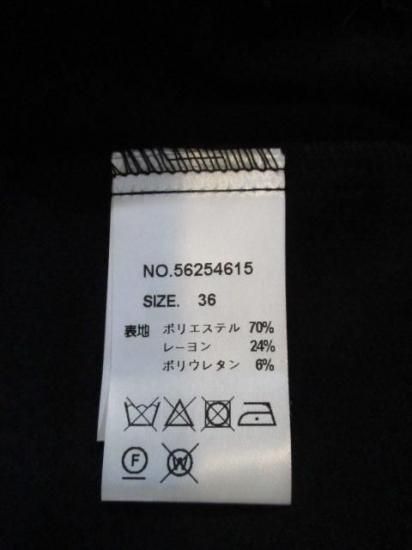 NO.56254615
SIZE. 36
表地 ポリエステル 70%
レーヨン 24%
ポリウレタン 6%
F W